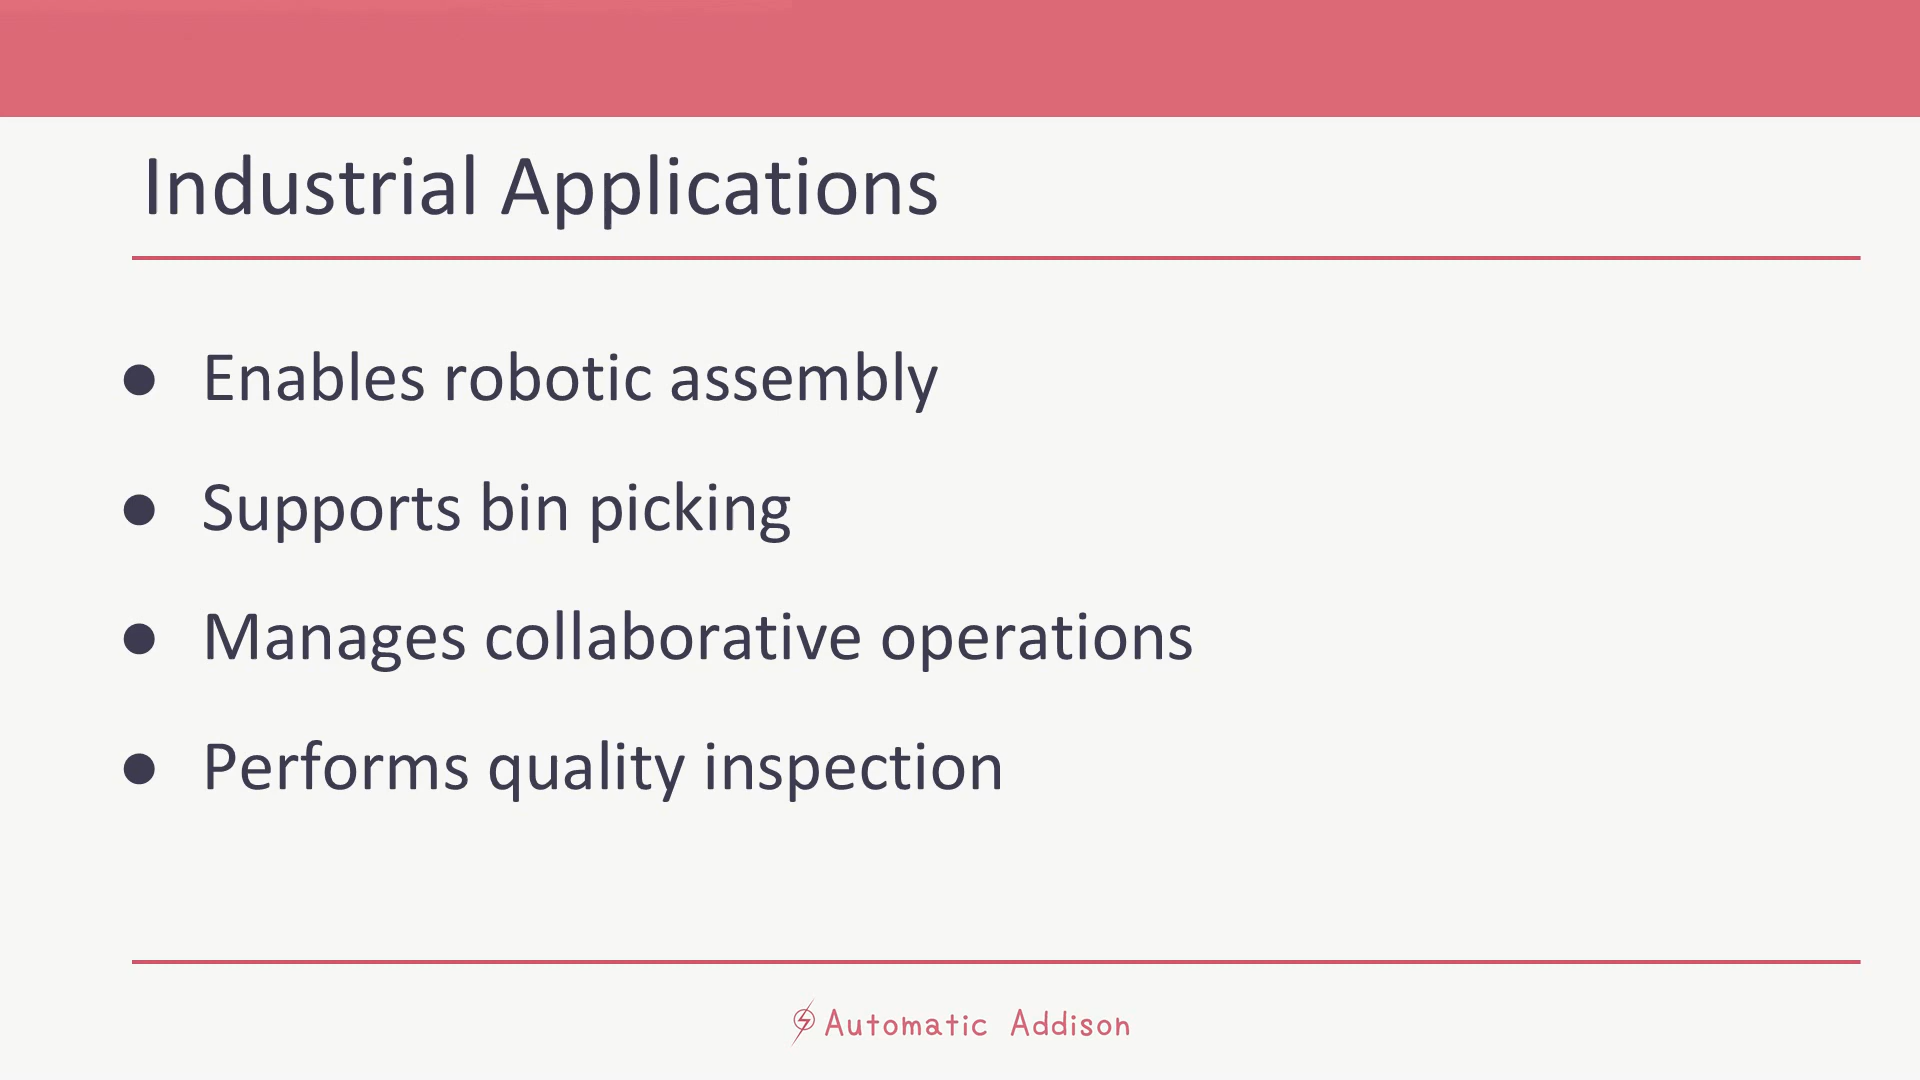 Industrial Applications
● Enables robotic assembly
● Supports bin picking
● Manages collaborative operations
● Performs quality inspection
Automatic Addison